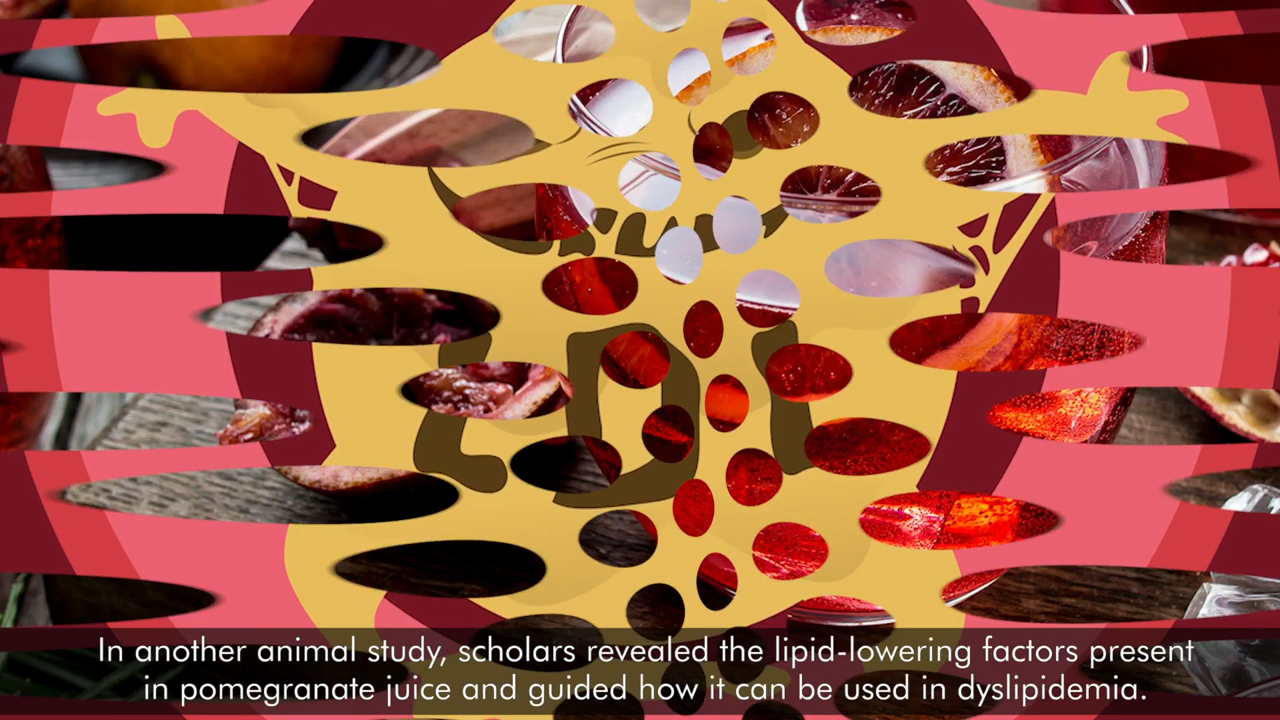 LDL
In another animal study, scholars revealed the lipid-lowering factors present
in pomegranate juice and guided how it can be used in dyslipidemia.